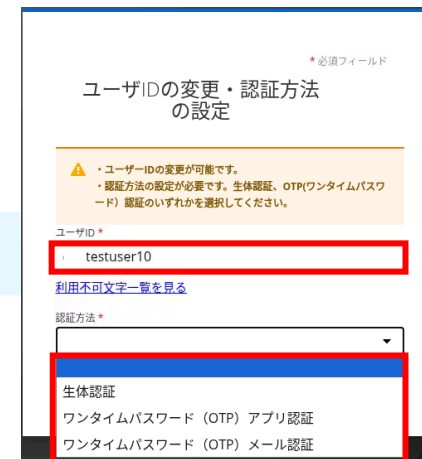 * 必須フィールド
ユーザIDの変更・認証方法
の設定
・ユーザーIDの変更が可能です。
・認証方法の設定が必要です。生体認証、OTP(ワンタイムパスワ
ード）認証のいずれかを選択してください。
ユーザID *
testuser10
利用不可文字一覧を見る
認証方法 *
生体認証
ワンタイムパスワード（OTP）アプリ認証
ワンタイムパスワード（OTP）メール認証